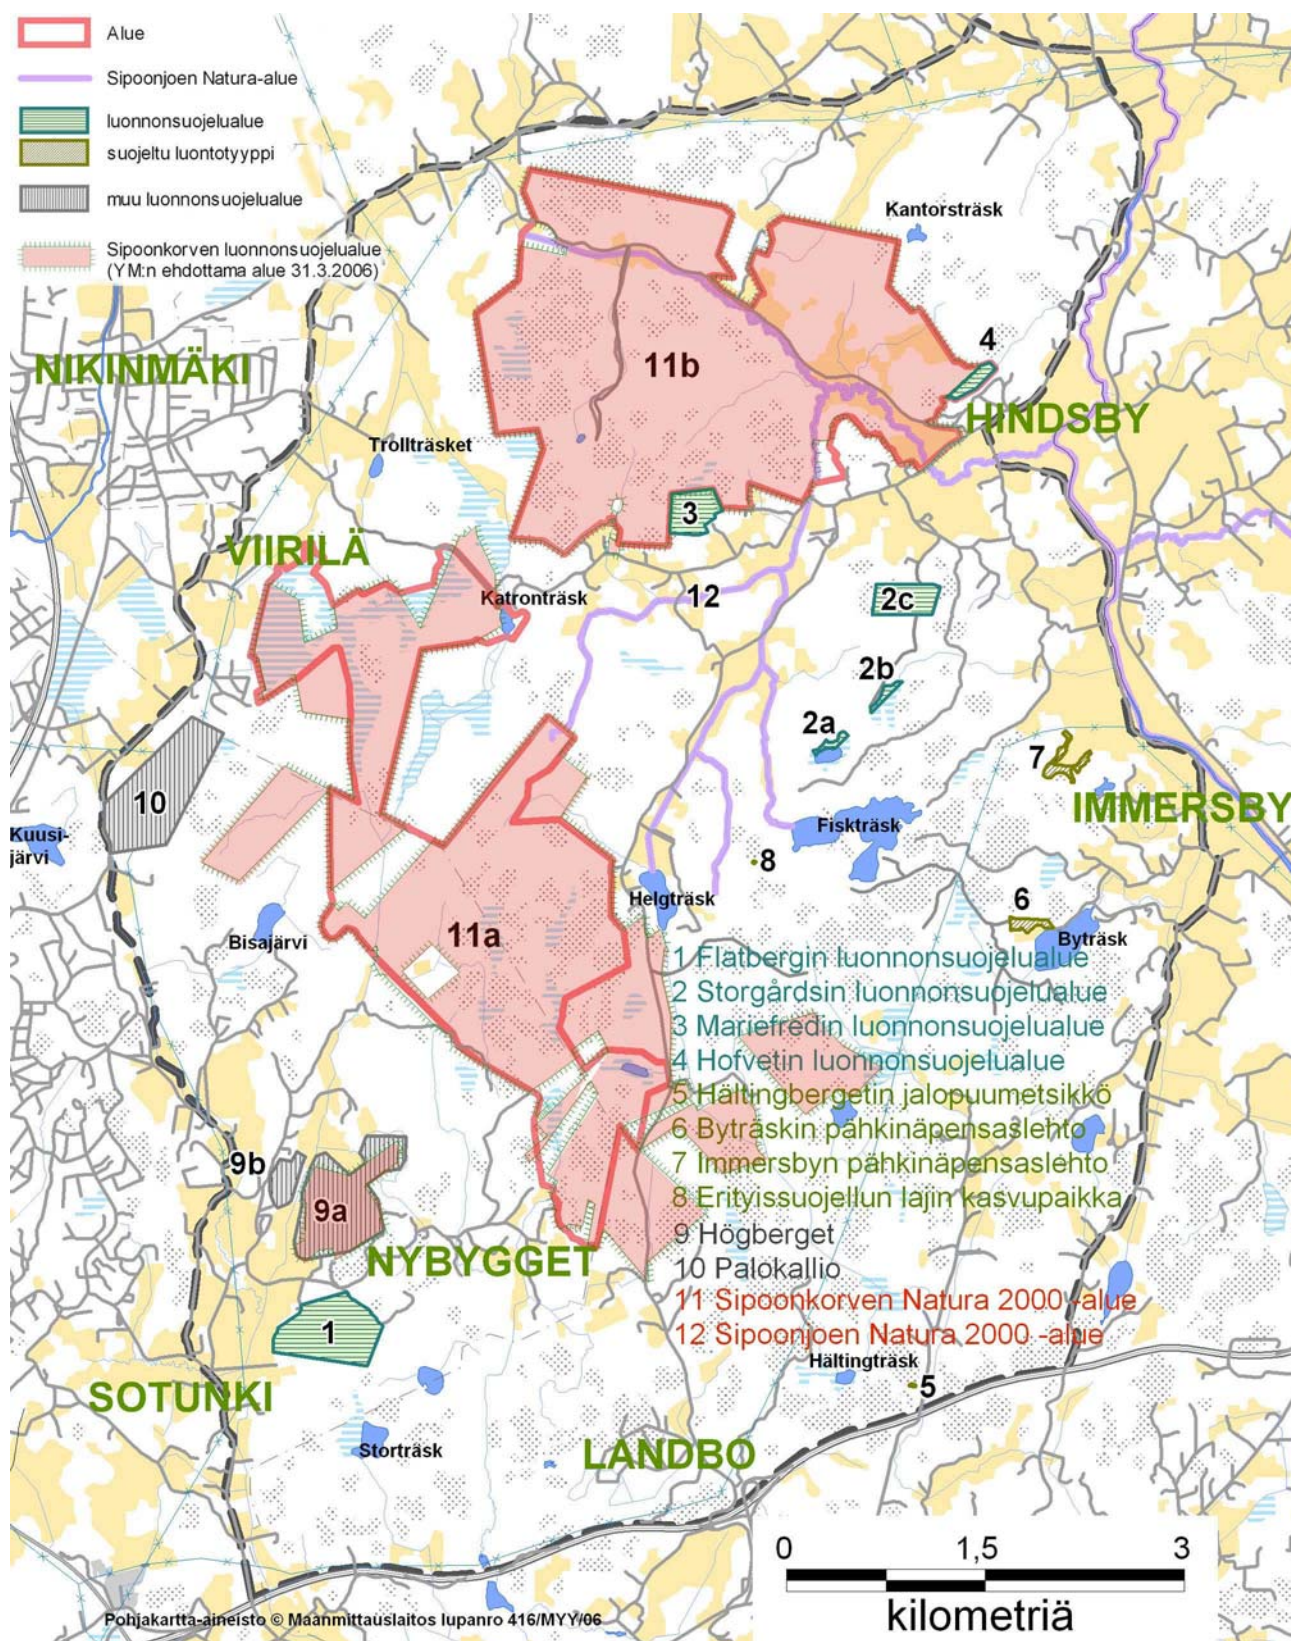 Alue
Sipoonjoen Natura-alue
luonnonsuojelualue
suojeltu luontotyyppi
muu luonnonsuojelualue
Sipoonkorven luonnonsuojelualue
(YM:n ehdottama alue 31.3.2006)
Kantorsträsk
4
NIKINMÄKI
11b
HINDSBY
Trollträsket
3
VIIRILÄ
Katronträsk
12
2c
2b
2a
7
10
IMMERSBY
Kuusi-
järvi
Fiskträsk
8
Helgträsk
6
Bisajärvi
11a
Byträsk
1 Flatbergin luonnonsuojelualue
2 Storgårdsin luonnonsuojelualue
3 Mariefredin luonnonsuojelualue
4 Hofvetin luonnonsuojelualue
5 Hältingbergetin jalopuumetsikkö
6 Byträskin pähkinäpensaslehto
7 Immersbyn pähkinäpensaslehto
8 Erityissuojellun lajin kasvupaikka
9 Högberget
10 Palokallio
11 Sipoonkorven Natura 2000 -alue
12 Sipoonjoen Natura 2000 -alue
9b
9a
NYBYGGET
1
Hältingträsk
5
SOTUNKI
Storträsk
LANDBO
0 1,5 3
kilometriä
Pohjakartta-aineisto © Maanmittauslaitos lupanro 416/MYY/06